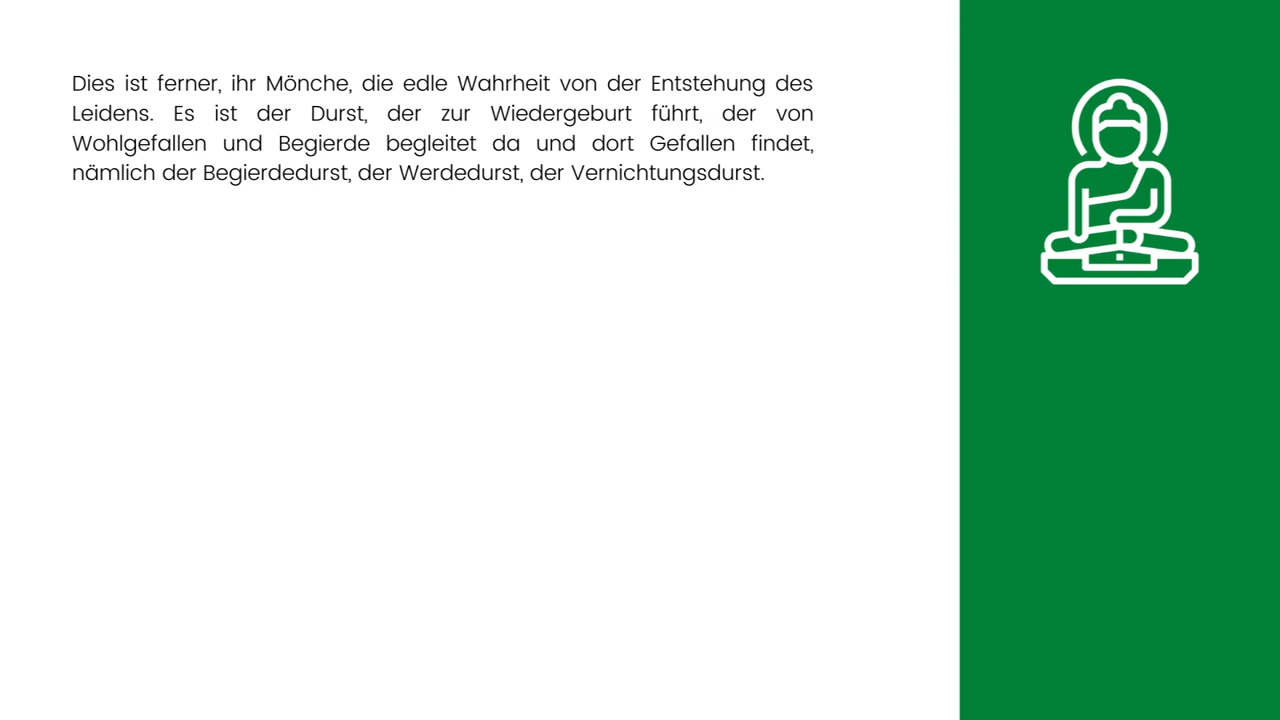 Dies ist ferner, ihr Mönche, die edle Wahrheit von der Entstehung des
Leidens. Es ist der Durst, der zur Wiedergeburt führt, der von
Wohlgefallen und Begierde begleitet da und dort Gefallen findet,
nämlich der Begierdedurst, der Werdedurst, der Vernichtungsdurst.